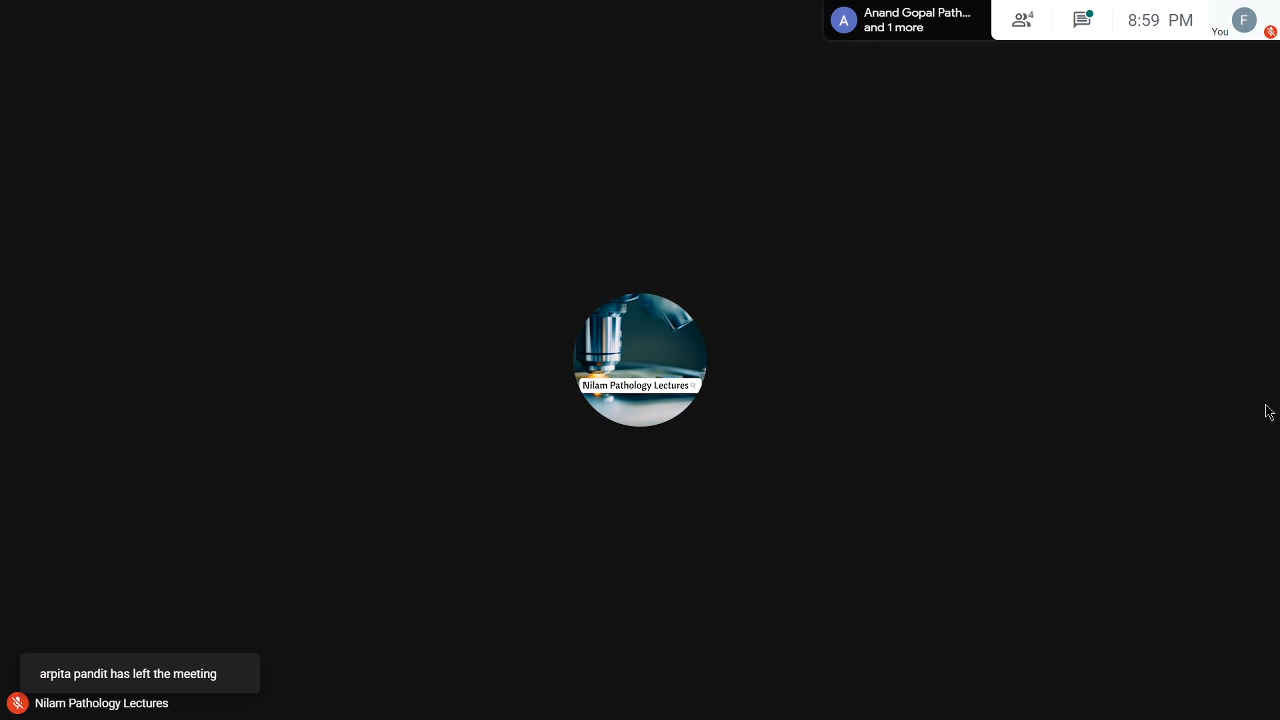 A
Anand Gopal Path...
and 1 more
4
8:59 PM
You
F
Nilam Pathology Lectures
arpita pandit has left the meeting
Nilam Pathology Lectures